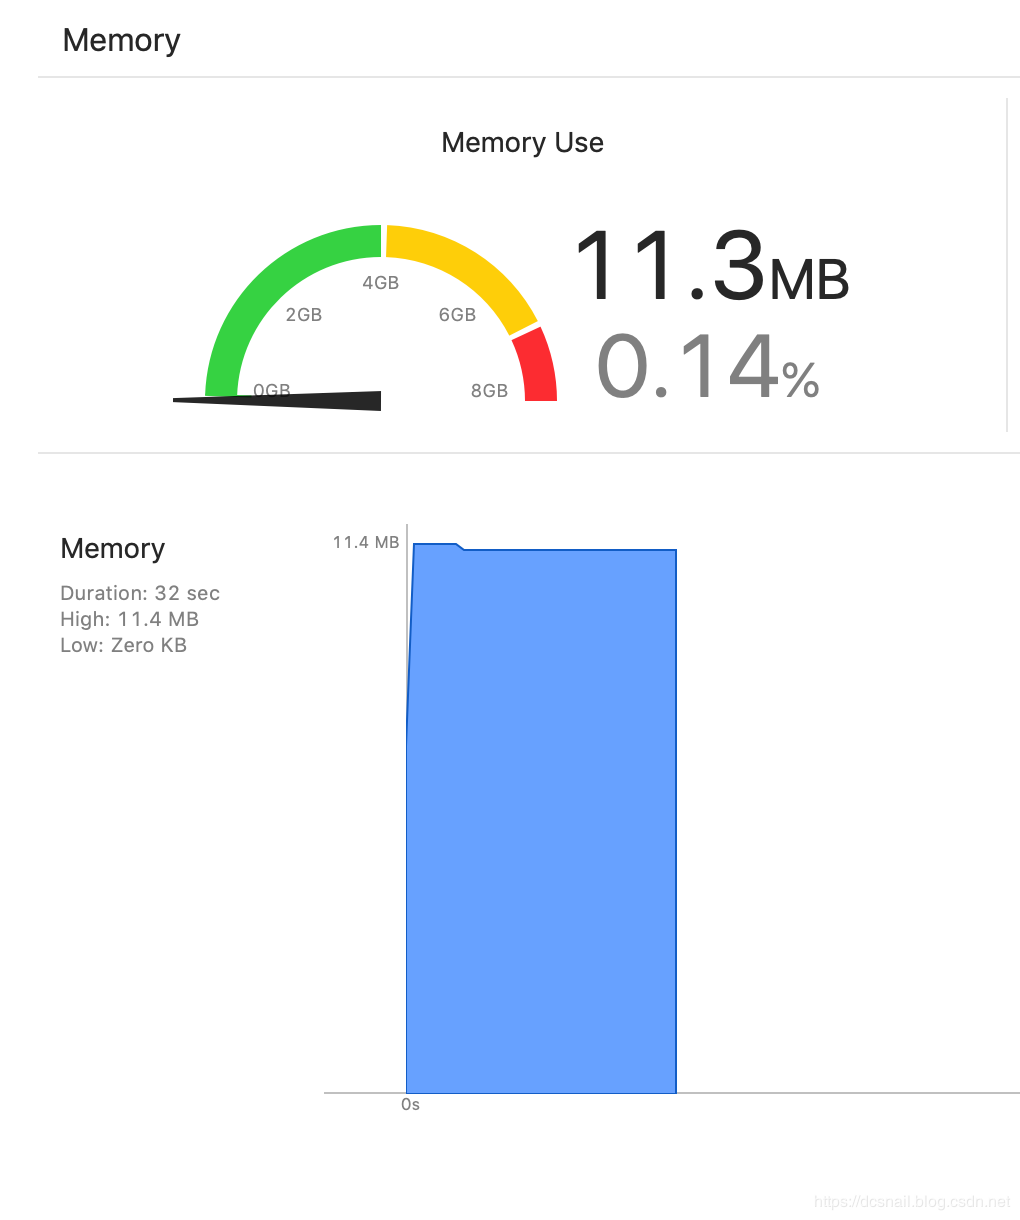 Memory
Memory Use
4GB
2GB
6GB
0GB
8GB
11.3MB
0.14%
Memory
Duration: 32 sec
High: 11.4 MB
Low: Zero KB
11.4 MB
0s
https://dcsnail.blog.csdn.net